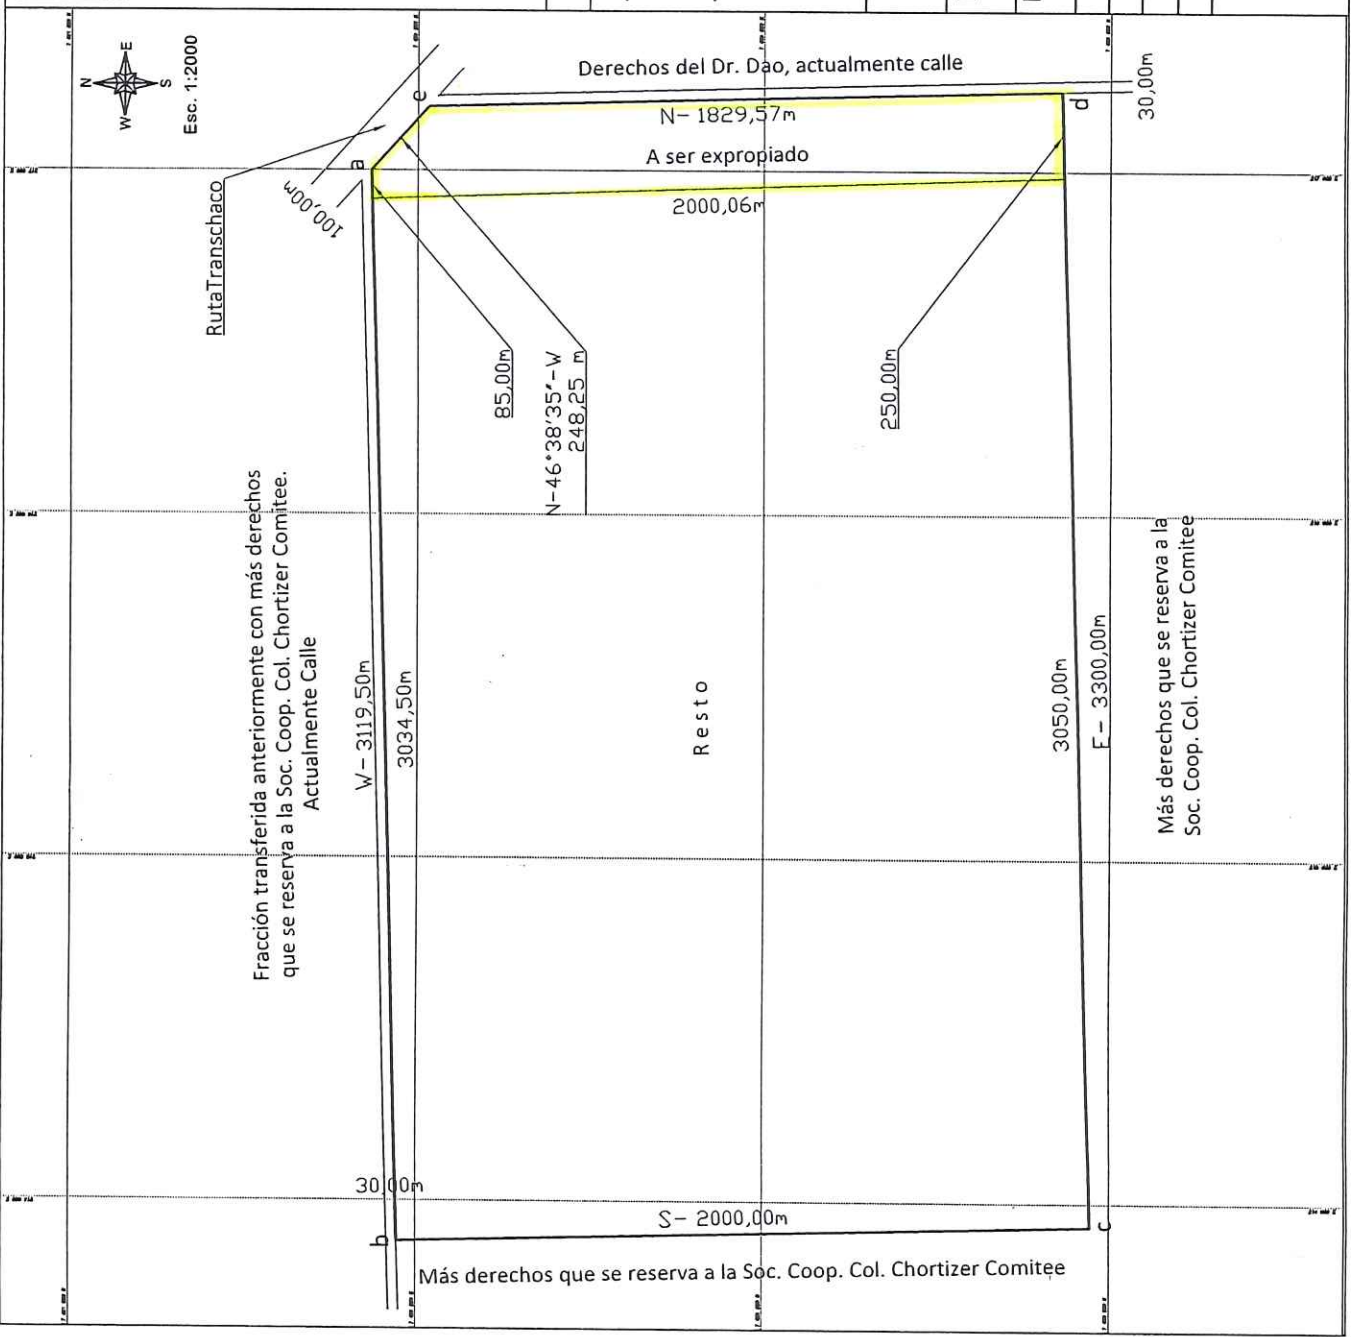 N
E
S
W
Esc. 1:2000
Derechos del Dr. Dao, actualmente calle
e
d
30,00m
N- 1829,57m
A ser expropiado
a
100,00m
RutaTranschaco
2000,06m
85,00m
N-46°38'35"-W
248,25 m
250,00m
Fracción transferida anteriormente con más derechos
que se reserva a la Soc. Coop. Col. Chortizer Comitee.
Actualmente Calle
W- 3119,50m
3034,50m
Resto
3050,00m
E- 3300,00m
Más derechos que se reserva a la
Soc. Coop. Col. Chortizer Comitee
30,00m
b
S- 2000,00m
c
Más derechos que se reserva a la Soc. Coop. Col. Chortizer Comitee